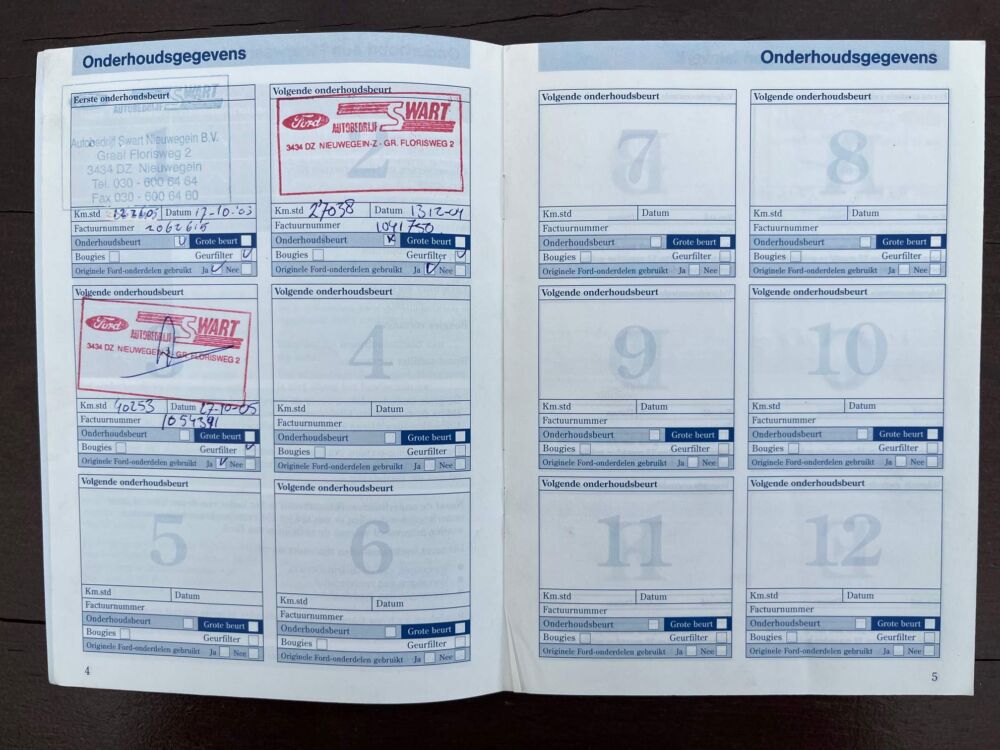 Onderhoudsgegevens
Eerste onderhoudsbeurt
SWART
AUTOBEDRIJF
Autobedrijf Swart Nieuwegein B.V.
Graaf Florisweg 2
3434 DZ Nieuwegein
Tel. 030 - 600 64 64
Fax 030 - 600 64 60
Km.std Datum 13-10-'03
Factuurnummer 2062615
Onderhoudsbeurt Grote beurt
Bougies Geurfilter
Originele Ford-onderdelen gebruikt Ja Nee
Volgende onderhoudsbeurt
2
Ford SWART
AUTOBEDRIJF
3434 DZ NIEUWEGEIN-Z - GR. FLORISWEG 2
Km.std 27038 Datum 1312-04
Factuurnummer 1041750
Onderhoudsbeurt Grote beurt
Bougies Geurfilter
Originele Ford-onderdelen gebruikt Ja Nee
Volgende onderhoudsbeurt
3
Ford SWART
AUTOBEDRIJF
3434 DZ NIEUWEGEIN-Z - GR. FLORISWEG 2
Km.std 40253 Datum 27-10-05
Factuurnummer 1054391
Onderhoudsbeurt Grote beurt
Bougies Geurfilter
Originele Ford-onderdelen gebruikt Ja Nee
Volgende onderhoudsbeurt
4
Km.std Datum
Factuurnummer
Onderhoudsbeurt Grote beurt
Bougies Geurfilter
Originele Ford-onderdelen gebruikt Ja Nee
Volgende onderhoudsbeurt
5
Km.std Datum
Factuurnummer
Onderhoudsbeurt Grote beurt
Bougies Geurfilter
Originele Ford-onderdelen gebruikt Ja Nee
Volgende onderhoudsbeurt
6
Km.std Datum
Factuurnummer
Onderhoudsbeurt Grote beurt
Bougies Geurfilter
Originele Ford-onderdelen gebruikt Ja Nee
4
Onderhoudsgegevens
Volgende onderhoudsbeurt
7
Km.std Datum
Factuurnummer
Onderhoudsbeurt Grote beurt
Bougies Geurfilter
Originele Ford-onderdelen gebruikt Ja Nee
Volgende onderhoudsbeurt
8
Km.std Datum
Factuurnummer
Onderhoudsbeurt Grote beurt
Bougies Geurfilter
Originele Ford-onderdelen gebruikt Ja Nee
Volgende onderhoudsbeurt
9
Km.std Datum
Factuurnummer
Onderhoudsbeurt Grote beurt
Bougies Geurfilter
Originele Ford-onderdelen gebruikt Ja Nee
Volgende onderhoudsbeurt
10
Km.std Datum
Factuurnummer
Onderhoudsbeurt Grote beurt
Bougies Geurfilter
Originele Ford-onderdelen gebruikt Ja Nee
Volgende onderhoudsbeurt
11
Km.std Datum
Factuurnummer
Onderhoudsbeurt Grote beurt
Bougies Geurfilter
Originele Ford-onderdelen gebruikt Ja Nee
Volgende onderhoudsbeurt
12
Km.std Datum
Factuurnummer
Onderhoudsbeurt Grote beurt
Bougies Geurfilter
Originele Ford-onderdelen gebruikt Ja Nee
5